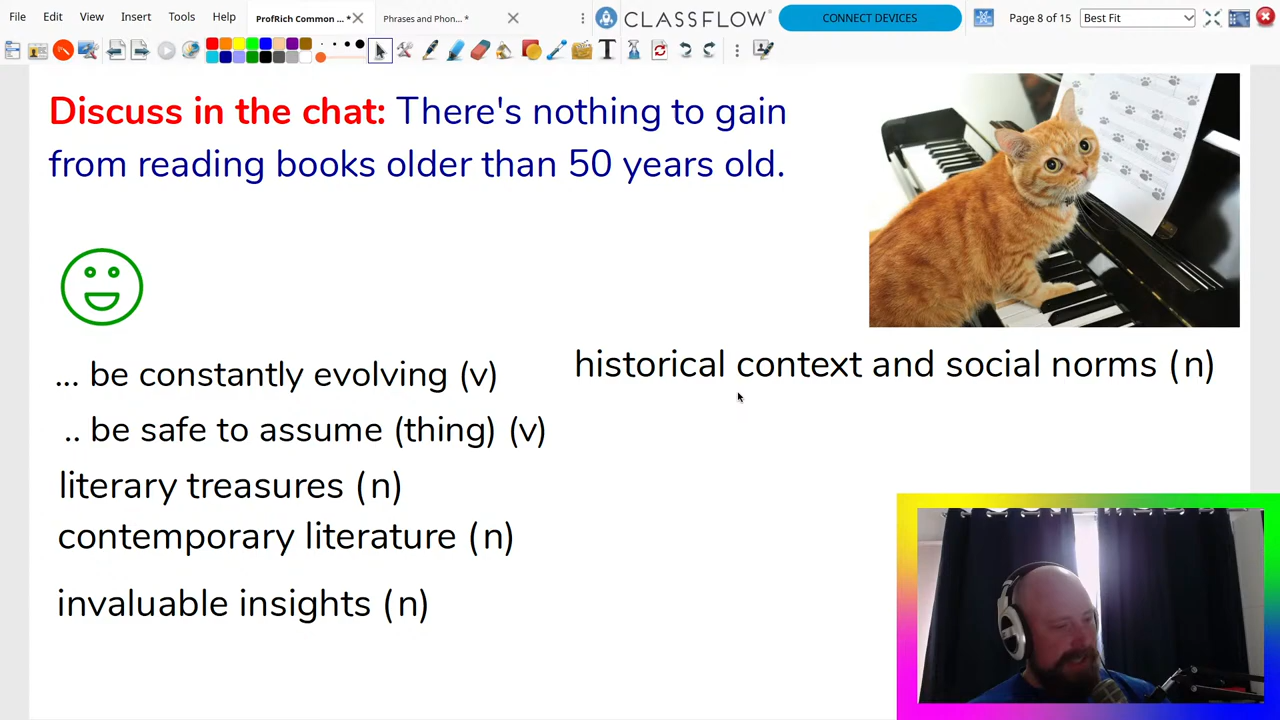 File Edit View Insert Tools Help
ProfRich Common ... *
Phrases and Phon... *
CLASSFLOW
CONNECT DEVICES
Page 8 of 15
Best Fit
Discuss in the chat: There's nothing to gain
from reading books older than 50 years old.
... be constantly evolving (v)
historical context and social norms (n)
.. be safe to assume (thing) (v)
literary treasures (n)
contemporary literature (n)
invaluable insights (n)